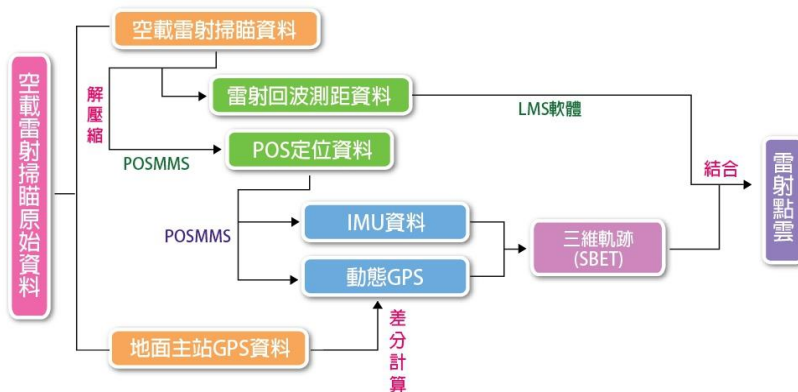 空載雷射掃瞄原始資料
空載雷射掃瞄資料
解壓縮
雷射回波測距資料
LMS軟體
POSMMS
POS定位資料
結合
雷射點雲
POSMMS
IMU資料
三維軌跡
(SBET)
動態GPS
地面主站GPS資料
差分計算